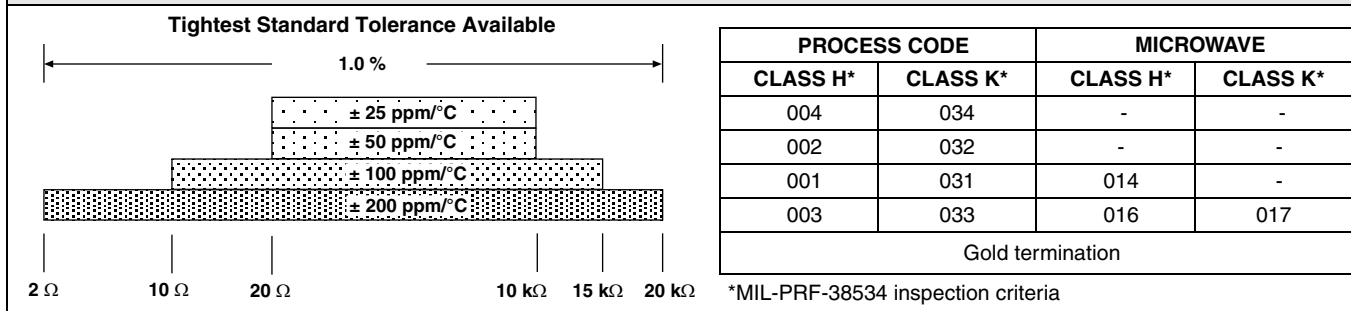 Tightest Standard Tolerance Available
1.0 %
± 25 ppm/°C
± 50 ppm/°C
± 100 ppm/°C
± 200 ppm/°C
2 Ω 10 Ω 20 Ω 10 kΩ 15 kΩ 20 kΩ
PROCESS CODE MICROWAVE
CLASS H* CLASS K* CLASS H* CLASS K*
004 034 - -
002 032 - -
001 031 014 -
003 033 016 017
Gold termination
*MIL-PRF-38534 inspection criteria